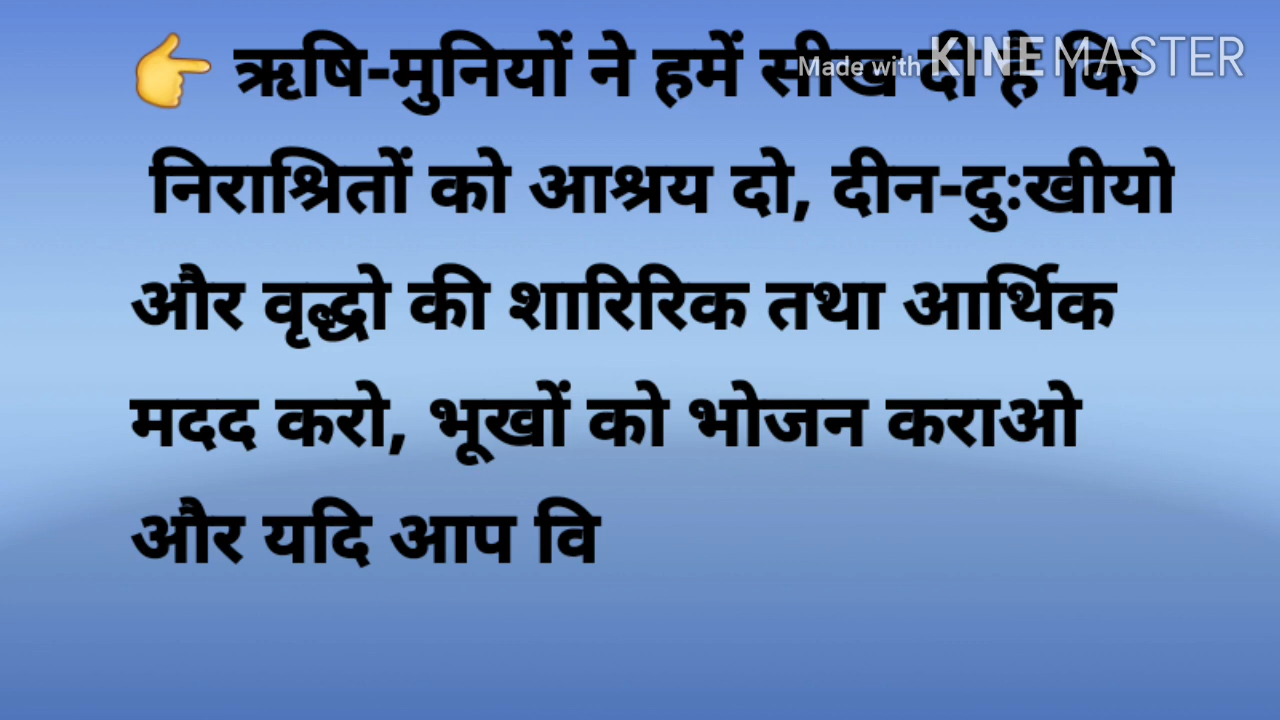 👉 ऋषि-मुनियों ने हमें सीख दी है कि
Made with KINEMASTER
निराश्रितों को आश्रय दो, दीन-दुःखीयो
और वृद्धो की शारिरिक तथा आर्थिक
मदद करो, भूखों को भोजन कराओ
और यदि आप वि